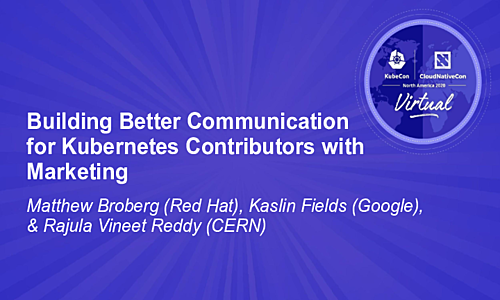 KubeCon CloudNativeCon
North America 2020
Virtual
Building Better Communication
for Kubernetes Contributors with
Marketing
Matthew Broberg (Red Hat), Kaslin Fields (Google),
& Rajula Vineet Reddy (CERN)